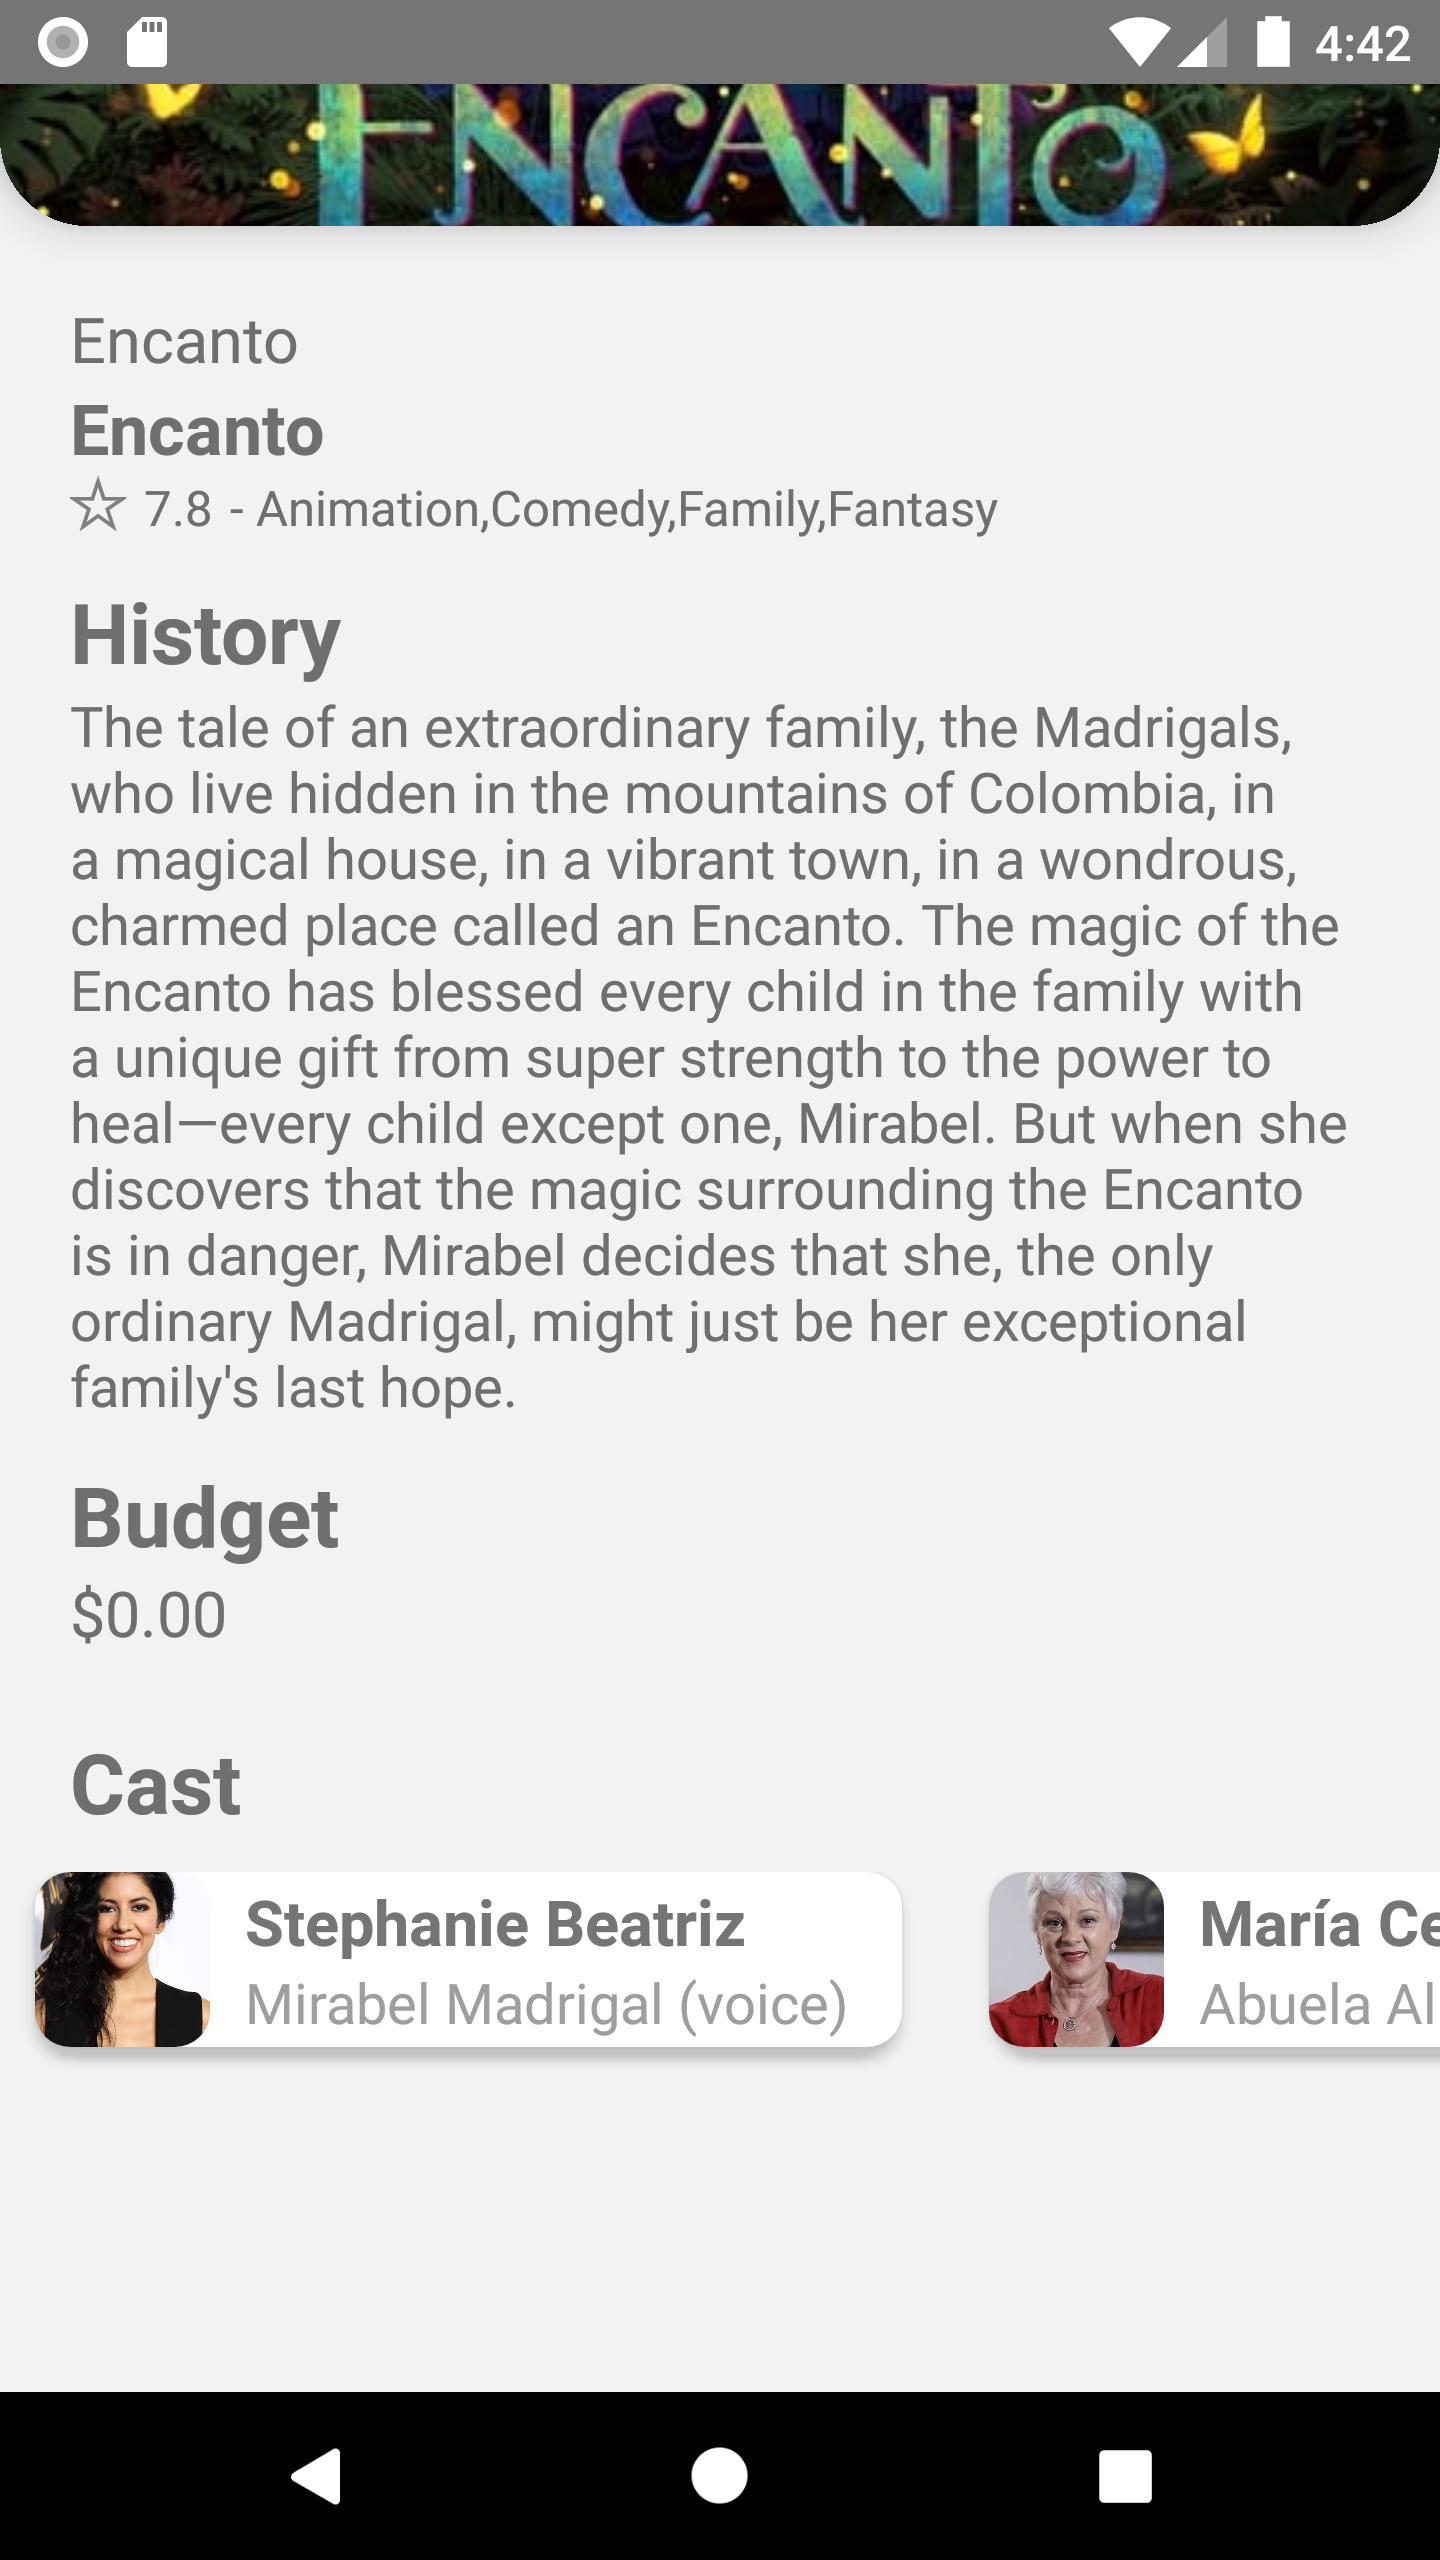 4:42
ENCANTO
Encanto
Encanto
7.8 - Animation,Comedy,Family,Fantasy
History
The tale of an extraordinary family, the Madrigals,
who live hidden in the mountains of Colombia, in
a magical house, in a vibrant town, in a wondrous,
charmed place called an Encanto. The magic of the
Encanto has blessed every child in the family with
a unique gift from super strength to the power to
heal—every child except one, Mirabel. But when she
discovers that the magic surrounding the Encanto
is in danger, Mirabel decides that she, the only
ordinary Madrigal, might just be her exceptional
family's last hope.
Budget
$0.00
Cast
Stephanie Beatriz
Mirabel Madrigal (voice)
María Ce
Abuela Al